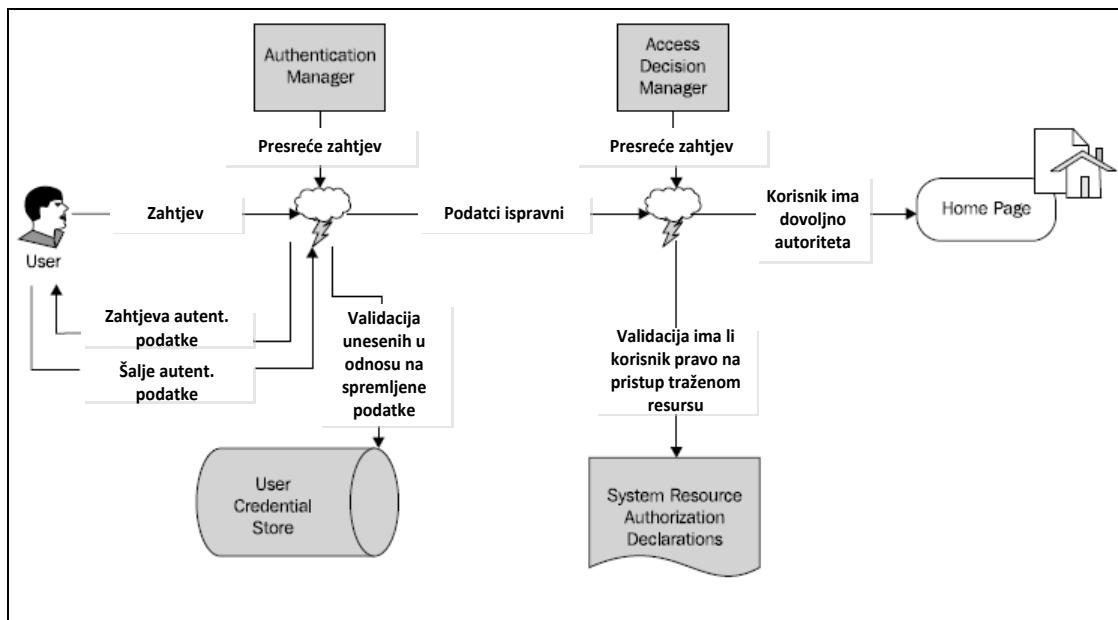 Authentication
Manager
Access
Decision
Manager
Presreće zahtjev
Presreće zahtjev
Zahtjev
Podatci ispravni
Korisnik ima
dovoljno
autoriteta
Home Page
User
Zahtjeva autent.
podatke
Šalje autent.
podatke
Validacija
unesenih u
odnosu na
spremljene
podatke
Validacija ima li
korisnik pravo na
pristup traženom
resursu
User
Credential
Store
System Resource
Authorization
Declarations